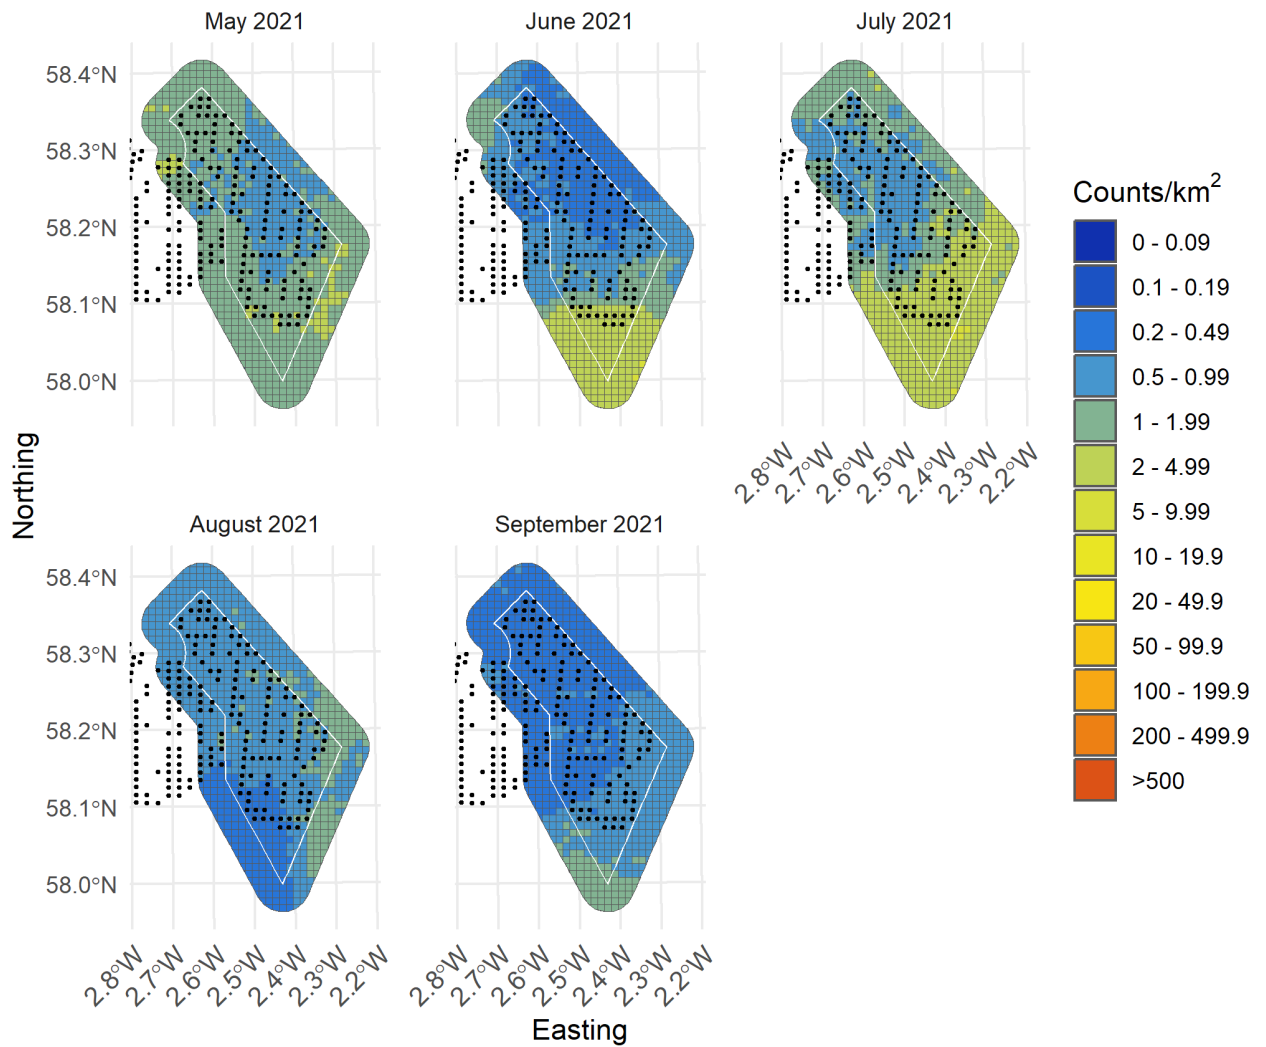 May 2021
June 2021
July 2021
58.4°N
58.3°N
58.2°N
58.1°N
58.0°N
2.8°W
2.7°W
2.6°W
2.5°W
2.4°W
2.3°W
2.2°W
Northing
August 2021
September 2021
58.4°N
58.3°N
58.2°N
58.1°N
58.0°N
2.8°W
2.7°W
2.6°W
2.5°W
2.4°W
2.3°W
2.2°W
2.8°W
2.7°W
2.6°W
2.5°W
2.4°W
2.3°W
2.2°W
Easting
Counts/km²
0 - 0.09
0.1 - 0.19
0.2 - 0.49
0.5 - 0.99
1 - 1.99
2 - 4.99
5 - 9.99
10 - 19.9
20 - 49.9
50 - 99.9
100 - 199.9
200 - 499.9
>500